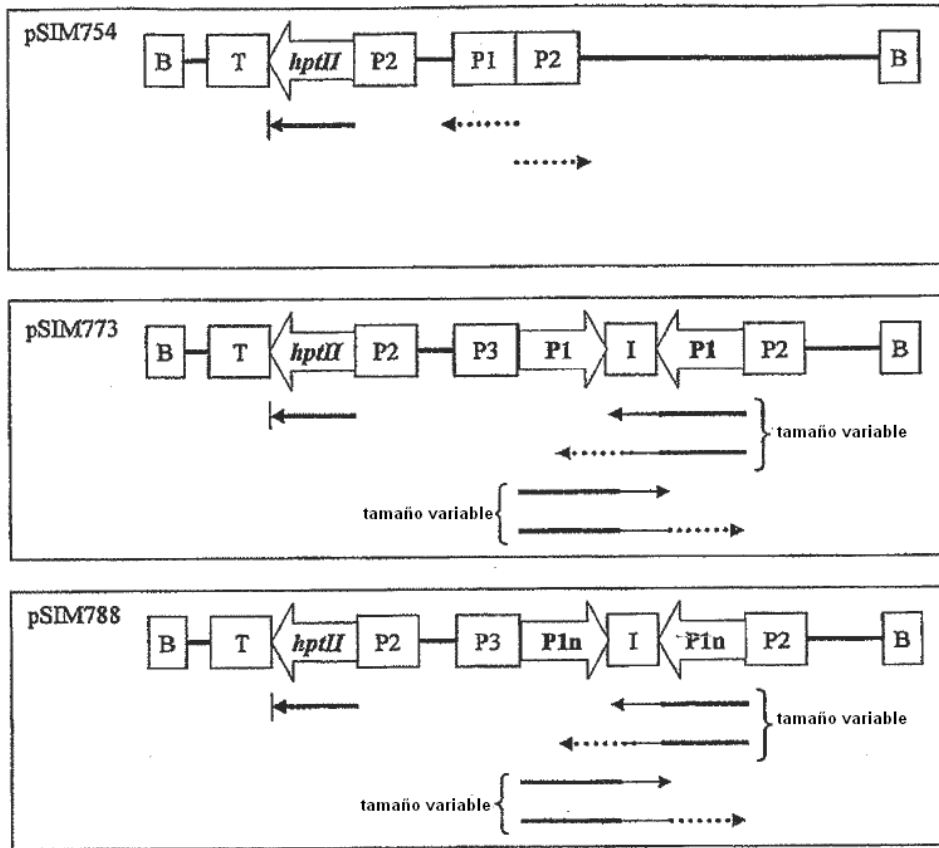 pSIM754
B T hptII P2 P1 P2 B
pSIM773
B T hptII P2 P3 P1 I P1 P2 B
tamaño variable
tamaño variable
pSIM788
B T hptII P2 P3 P1n I P1n P2 B
tamaño variable
tamaño variable